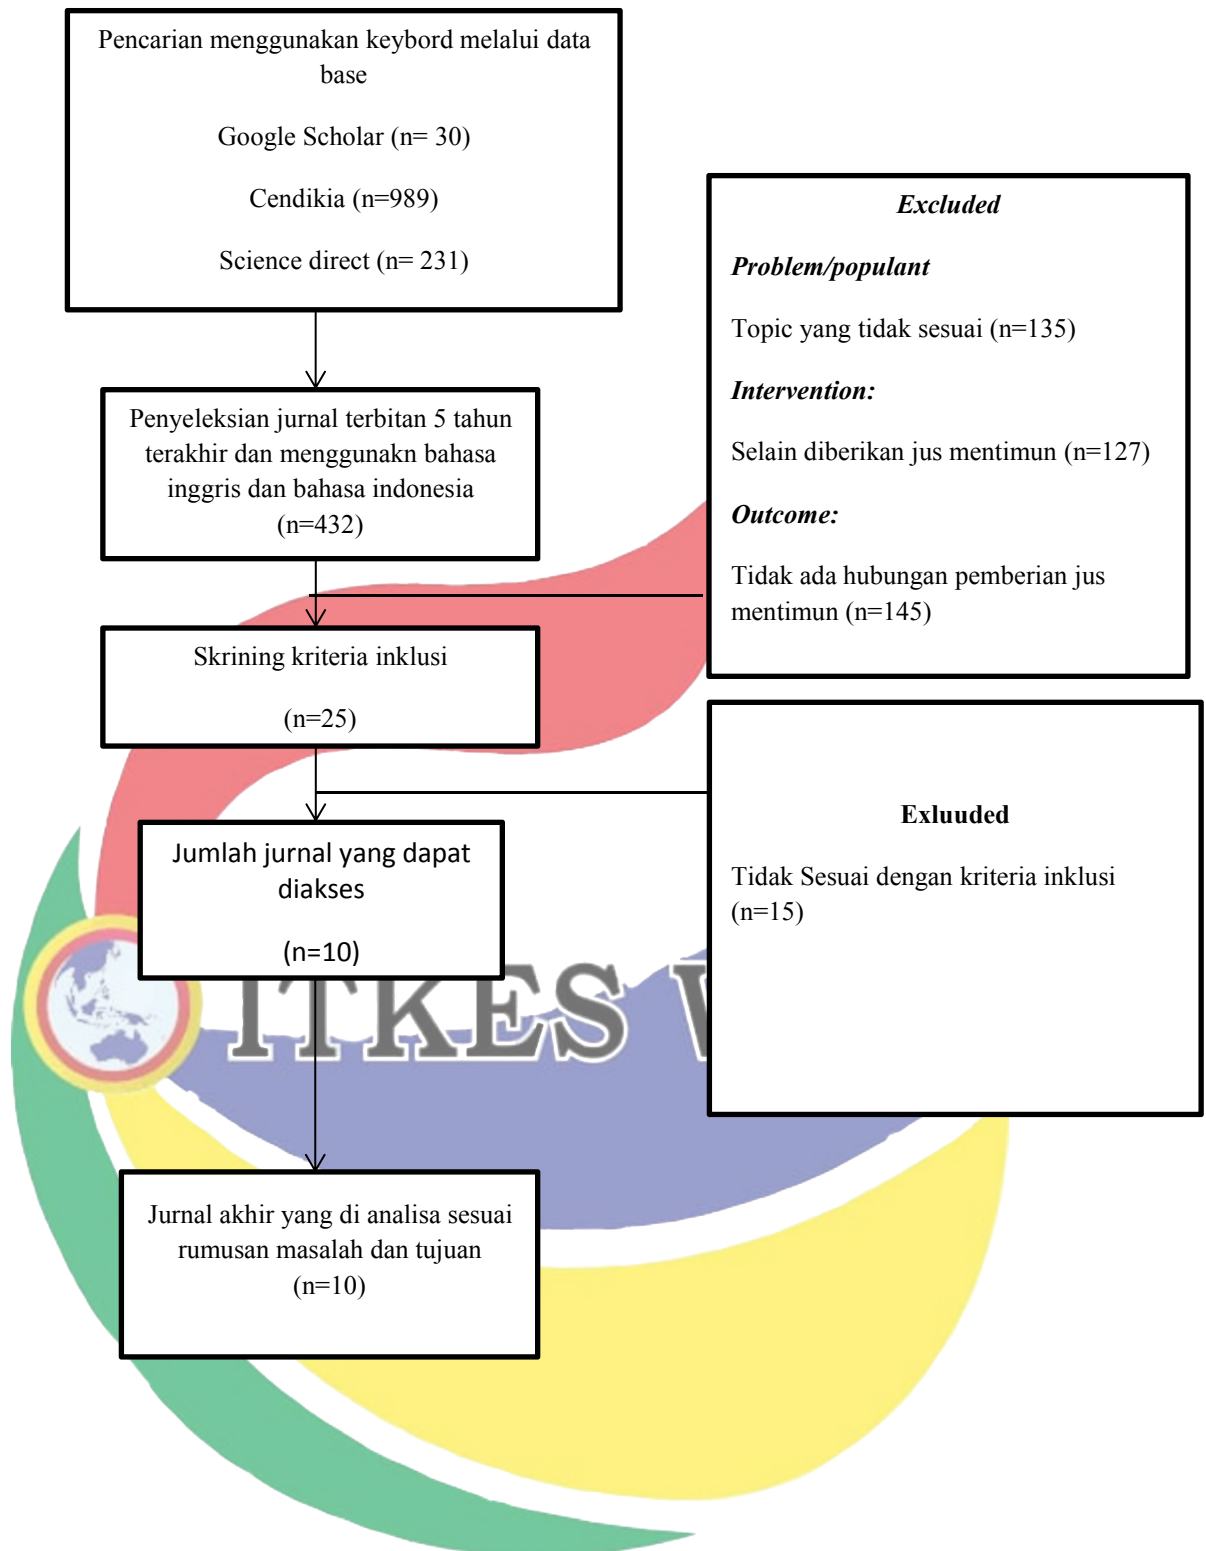 Pencarian menggunakan keybord melalui data
base
Google Scholar (n= 30)
Cendikia (n=989)
Science direct (n= 231)
Excluded
Problem/populant
Topic yang tidak sesuai (n=135)
Intervention:
Selain diberikan jus mentimun (n=127)
Outcome:
Tidak ada hubungan pemberian jus
mentimun (n=145)
Penyeleksian jurnal terbitan 5 tahun
terakhir dan menggunakn bahasa
inggris dan bahasa indonesia
(n=432)
Skrining kriteria inklusi
(n=25)
Exluuded
Tidak Sesuai dengan kriteria inklusi
(n=15)
Jumlah jurnal yang dapat
diakses
(n=10)
ITKES
Jurnal akhir yang di analisa sesuai
rumusan masalah dan tujuan
(n=10)